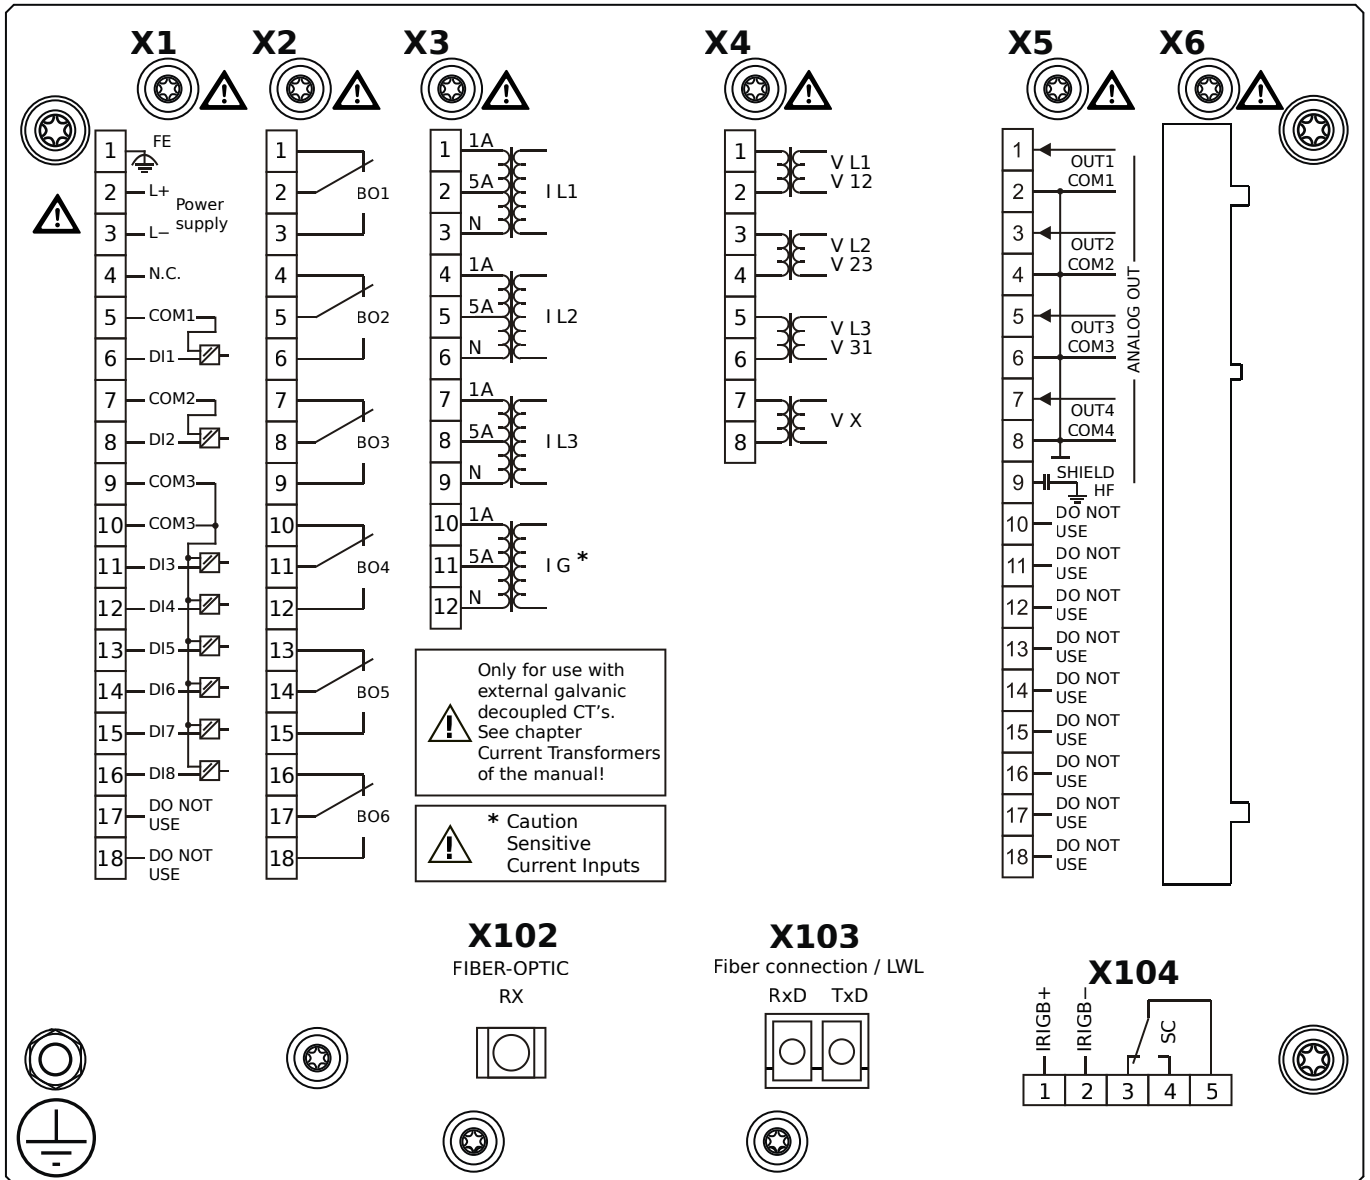 X1
X2
X3
X4
X5
X6
1 FE
2 L+
Power
supply
3 L−
4 N.C.
5 COM1
6 DI1
7 COM2
8 DI2
9 COM3
10 COM3
11 DI3
12 DI4
13 DI5
14 DI6
15 DI7
16 DI8
17 DO NOT
USE
18 DO NOT
USE
1
2 BO1
3
4
5 BO2
6
7
8 BO3
9
10
11 BO4
12
13
14 BO5
15
16
17 BO6
18
1 1A
2 5A I L1
3 N
4 1A
5 5A I L2
6 N
7 1A
8 5A I L3
9 N
10 1A
11 5A I G *
12 N
Only for use with
external galvanic
decoupled CT's.
See chapter
Current Transformers
of the manual!
* Caution
Sensitive
Current Inputs
1 V L1
2 V 12
3 V L2
4 V 23
5 V L3
6 V 31
7 V X
8
1 OUT1
2 COM1
3 OUT2
4 COM2
5 OUT3
6 COM3
7 OUT4
8 COM4
ANALOG OUT
9 SHIELD
HF
10 DO NOT
USE
11 DO NOT
USE
12 DO NOT
USE
13 DO NOT
USE
14 DO NOT
USE
15 DO NOT
USE
16 DO NOT
USE
17 DO NOT
USE
18 DO NOT
USE
X102
FIBER-OPTIC
RX
X103
Fiber connection / LWL
RxD TxD
X104
IRIGB+
IRIGB−
SC
1 2 3 4 5